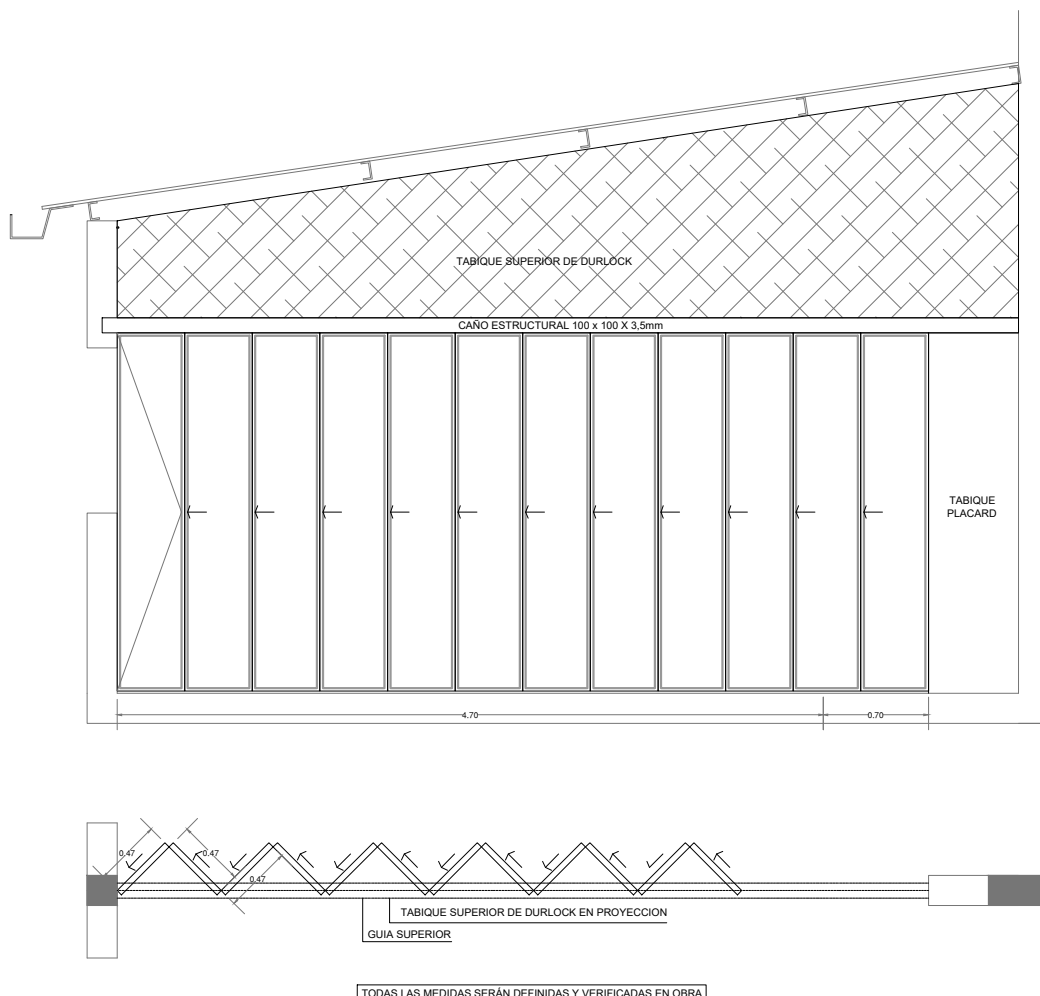 TABIQUE SUPERIOR DE DURLOCK
CAÑO ESTRUCTURAL 100 x 100 X 3,5mm
TABIQUE
PLACARD
4.70
0.70
0.47
0.47
0.47
TABIQUE SUPERIOR DE DURLOCK EN PROYECCION
GUIA SUPERIOR
TODAS LAS MEDIDAS SERÁN DEFINIDAS Y VERIFICADAS EN OBRA